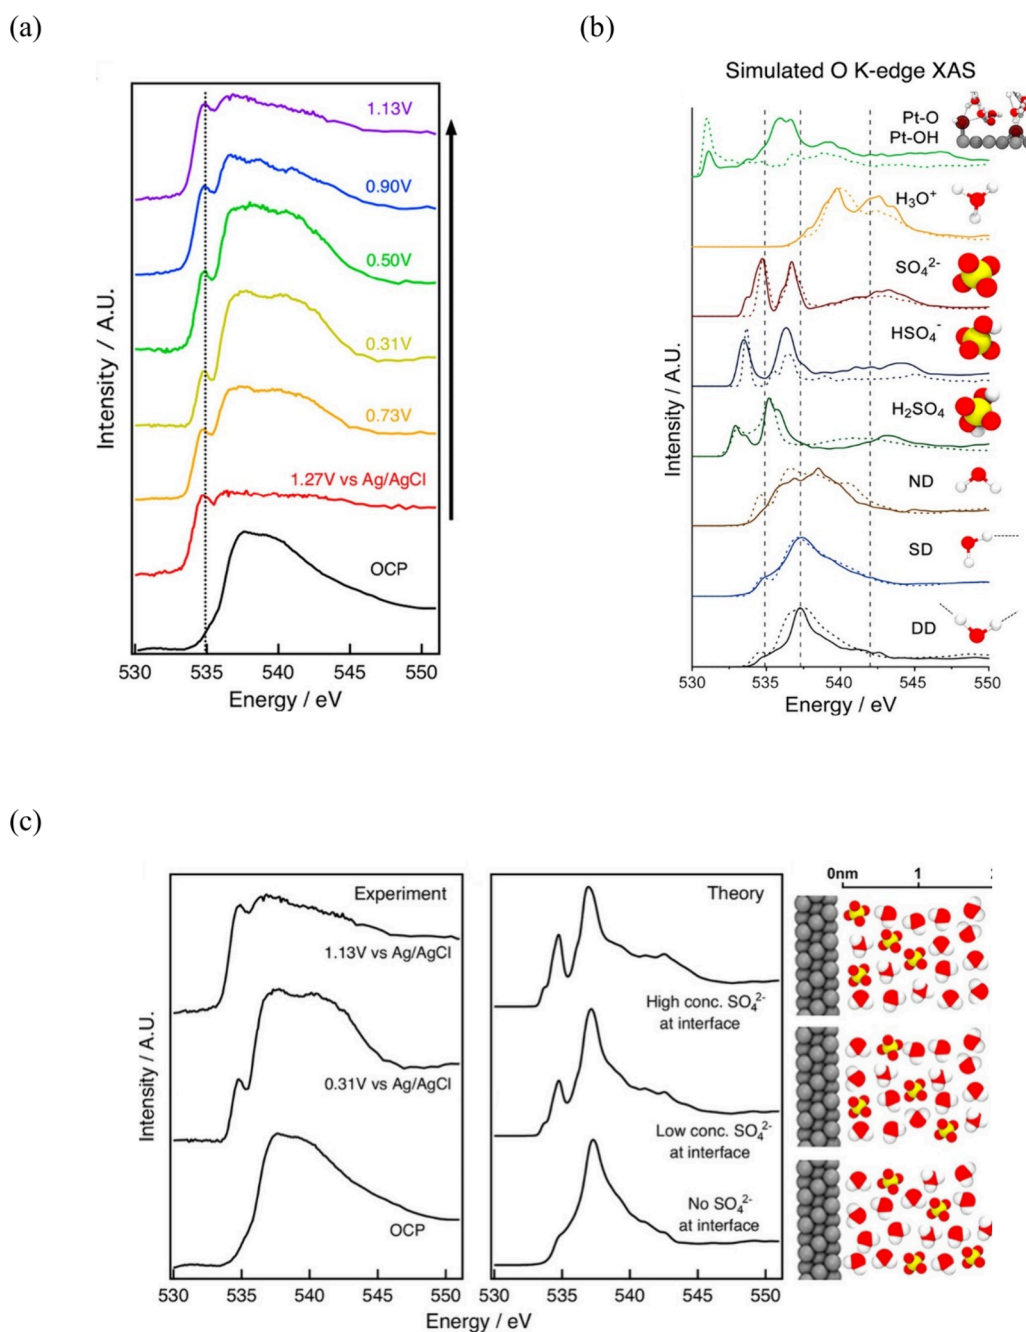 (a)
1.13V
0.90V
0.50V
0.31V
0.73V
1.27V vs Ag/AgCl
OCP
Intensity / A.U.
530 535 540 545 550
Energy / eV
(b)
Simulated O K-edge XAS
Pt-O
Pt-OH
H₃O⁺
SO₄²⁻
HSO₄⁻
H₂SO₄
ND
SD
DD
Intensity / A.U.
530 535 540 545 550
Energy / eV
(c)
Experiment
1.13V vs Ag/AgCl
0.31V vs Ag/AgCl
OCP
Intensity / A.U.
530 535 540 545 550
Theory
High conc. SO₄²⁻
at interface
Low conc. SO₄²⁻
at interface
No SO₄²⁻
at interface
530 535 540 545 550
Energy / eV
0nm 1